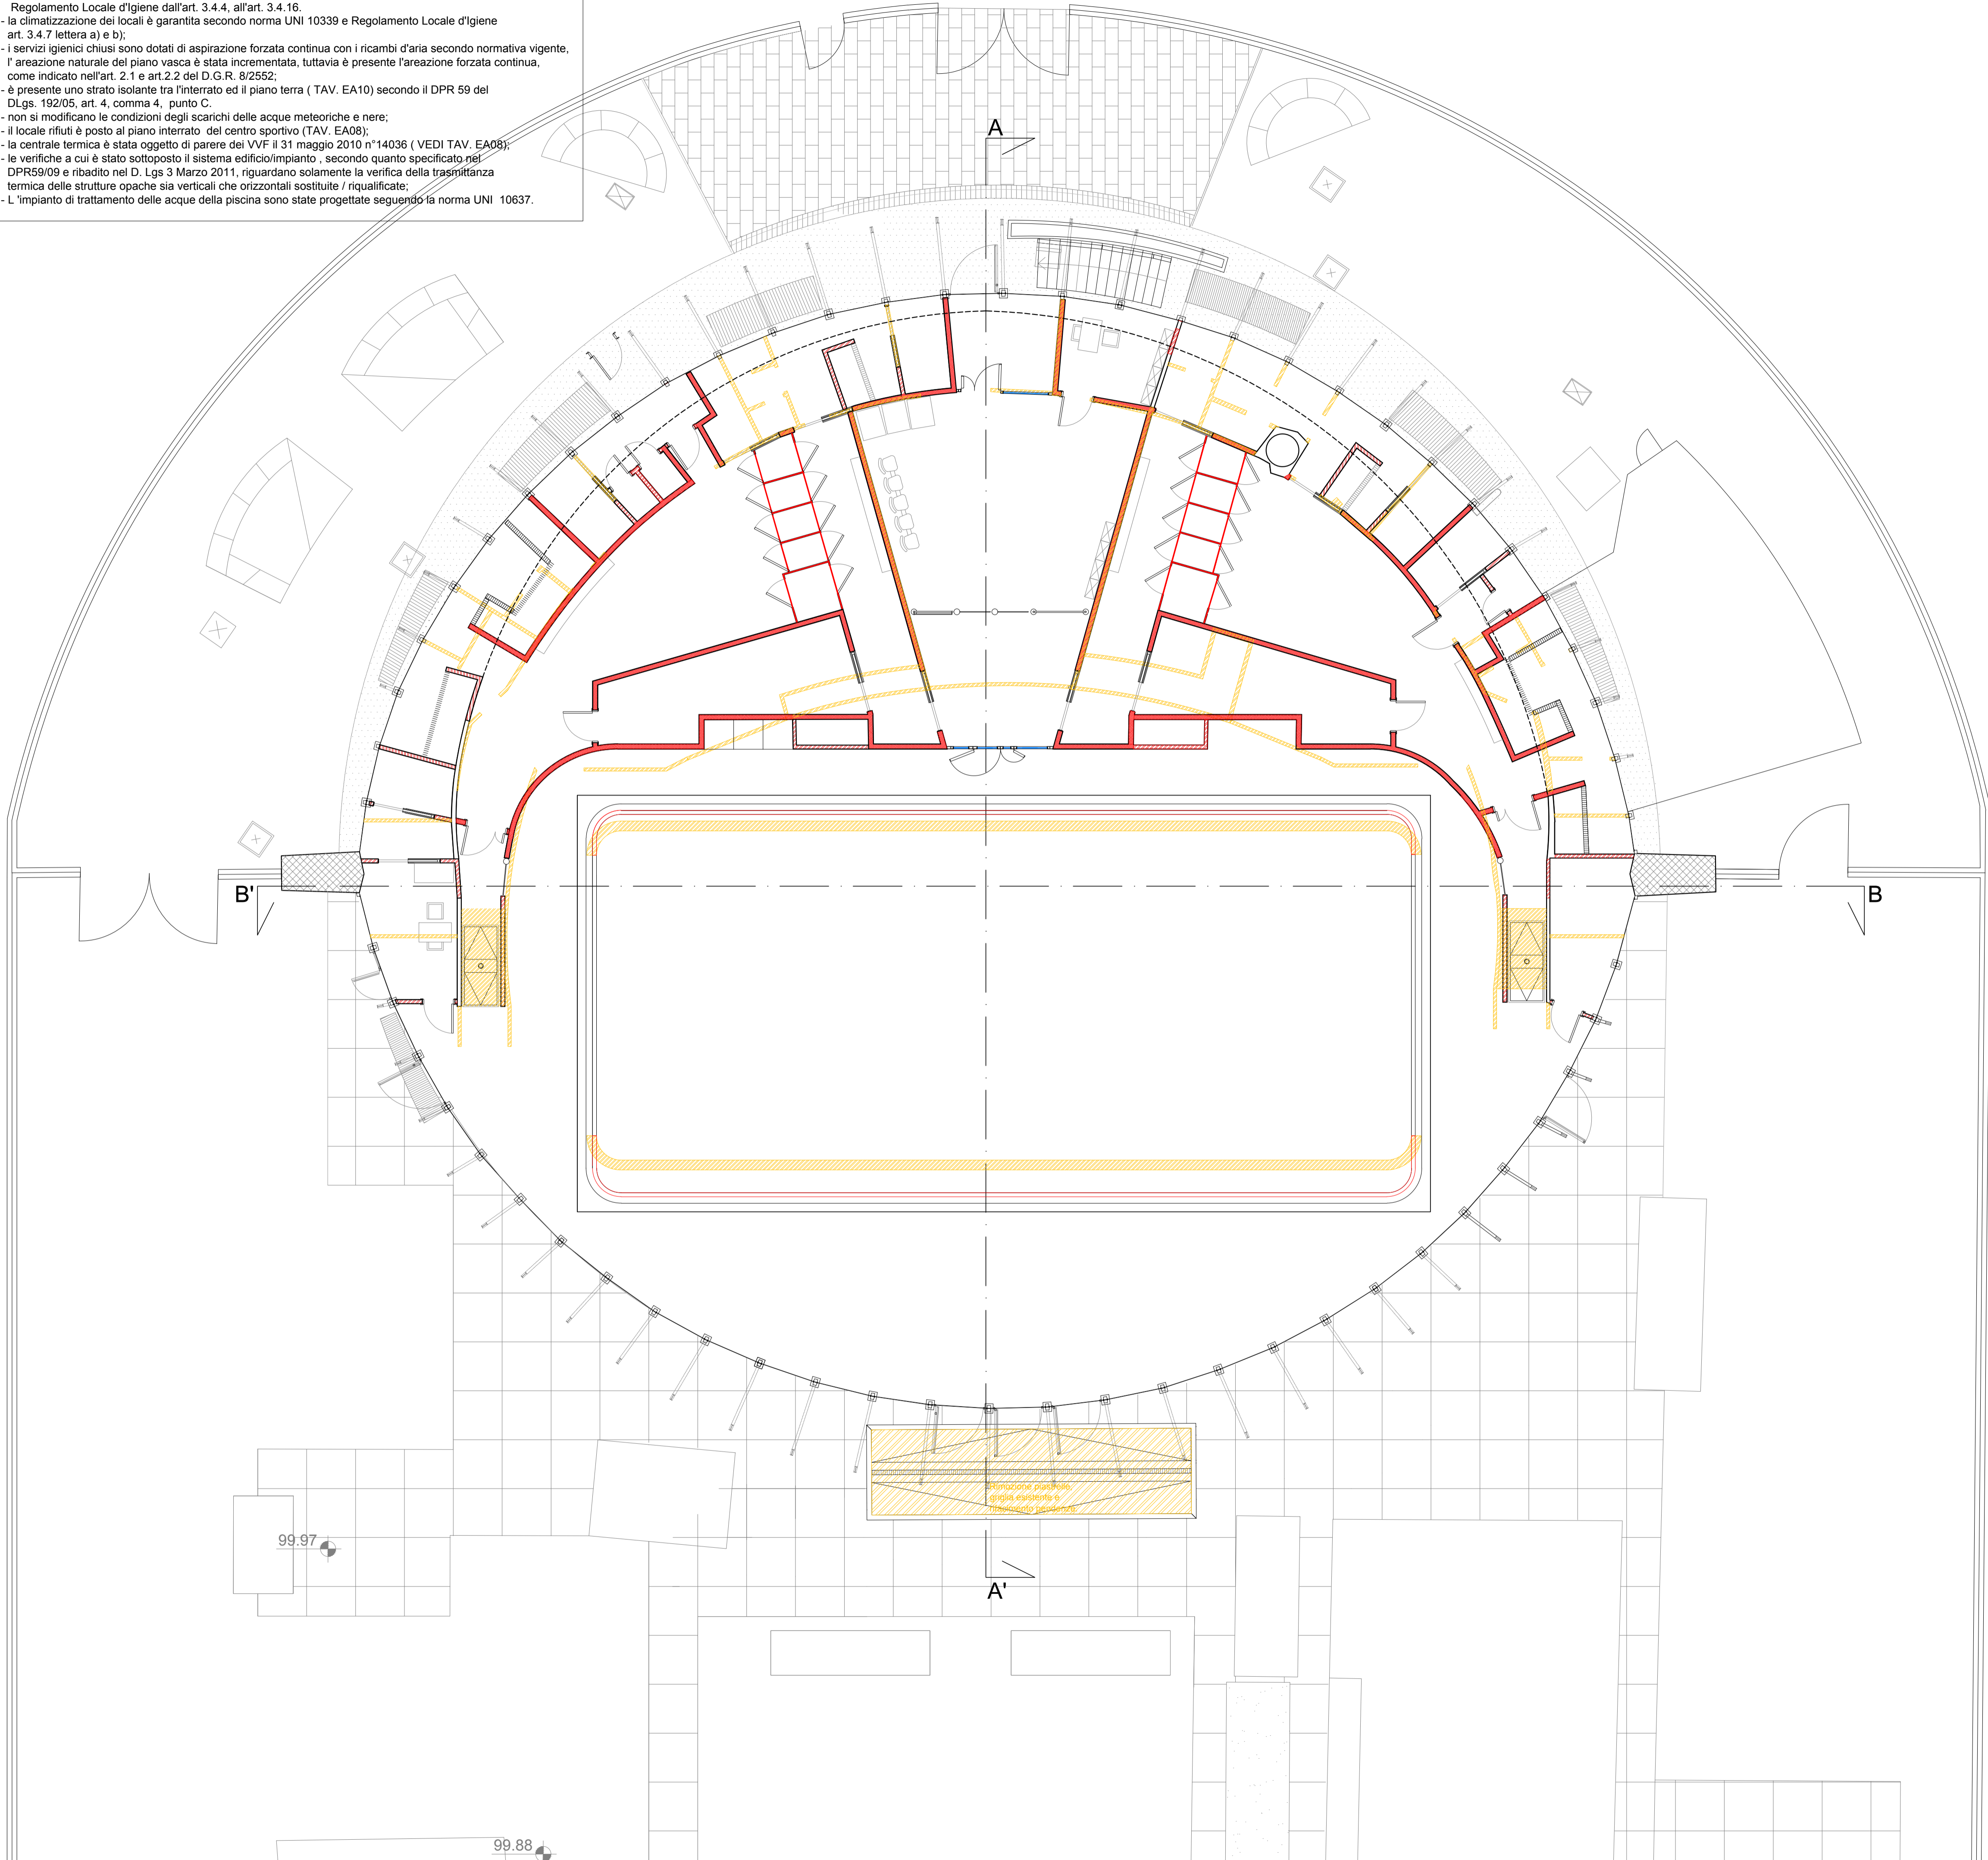 Regolamento Locale d'Igiene dall'art. 3.4.4, all'art. 3.4.16.
- la climatizzazione dei locali è garantita secondo norma UNI 10339 e Regolamento Locale d'Igiene
art. 3.4.7 lettera a) e b);
- i servizi igienici chiusi sono dotati di aspirazione forzata continua con i ricambi d'aria secondo normativa vigente,
l' areazione naturale del piano vasca è stata incrementata, tuttavia è presente l'areazione forzata continua,
come indicato nell'art. 2.1 e art.2.2 del D.G.R. 8/2552;
- è presente uno strato isolante tra l'interrato ed il piano terra ( TAV. EA10) secondo il DPR 59 del
DLgs. 192/05, art. 4, comma 4, punto C.
- non si modificano le condizioni degli scarichi delle acque meteoriche e nere;
- il locale rifiuti è posto al piano interrato del centro sportivo (TAV. EA08);
- la centrale termica è stata oggetto di parere dei VVF il 31 maggio 2010 n°14036 ( VEDI TAV. EA08);
- le verifiche a cui è stato sottoposto il sistema edificio/impianto , secondo quanto specificato nel
DPR59/09 e ribadito nel D. Lgs 3 Marzo 2011, riguardano solamente la verifica della trasmittanza
termica delle strutture opache sia verticali che orizzontali sostituite / riqualificate;
- L 'impianto di trattamento delle acque della piscina sono state progettate seguendo la norma UNI 10637.
A
B'
B
Rimozione piastrelle,
griglia esistente e
99.97
A'
99.88